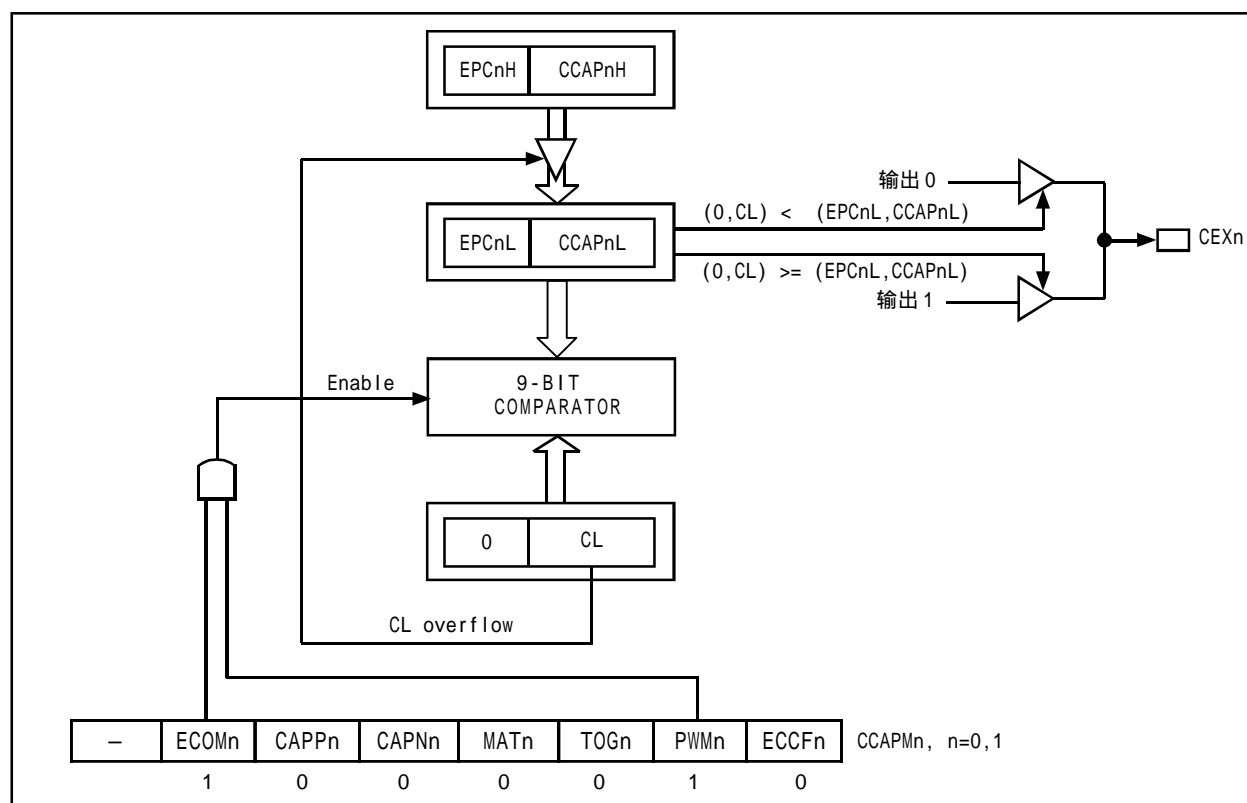 EPCnH CCAPnH
输出0
(0,CL) < (EPCnL,CCAPnL)
EPCnL CCAPnL
CEXn
(0,CL) >= (EPCnL,CCAPnL)
输出1
Enable
9-BIT
COMPARATOR
0 CL
CL overflow
— ECOMn CAPPn CAPNn MATn TOGn PWMn ECCFn CCAPMn, n=0,1
1 0 0 0 0 1 0